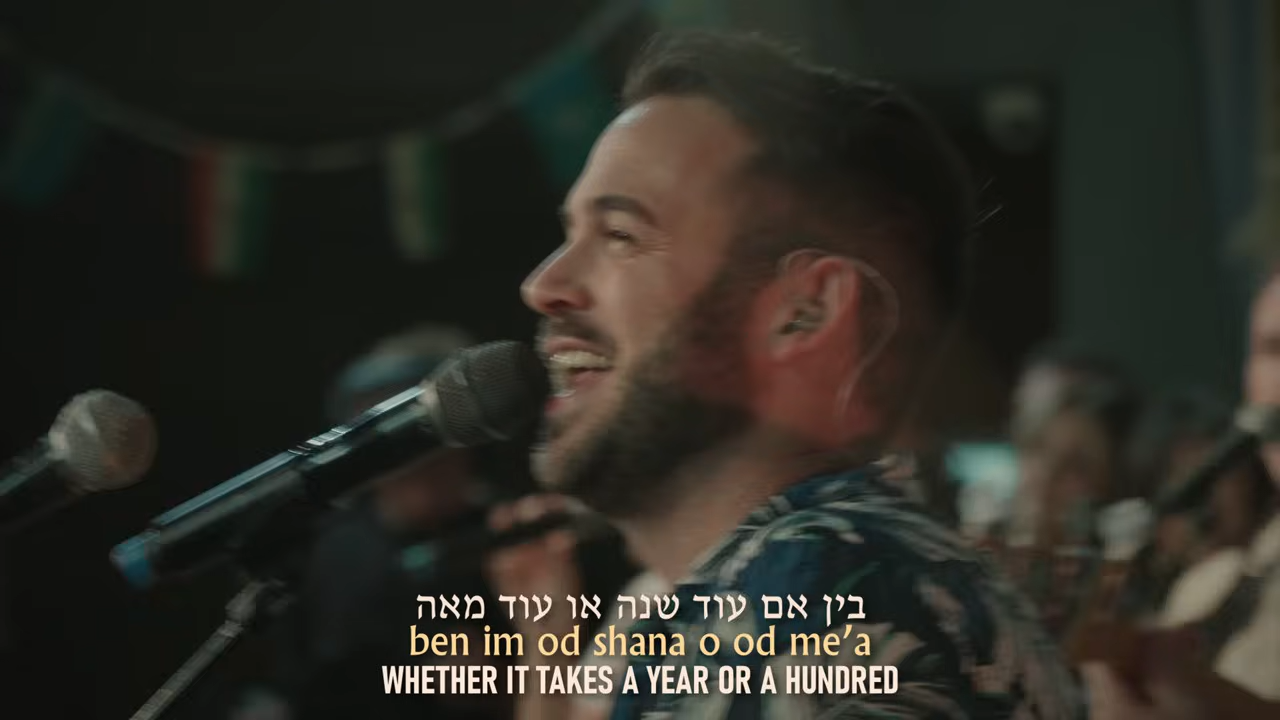 בין אם עוד שנה או עוד מאה
ben im od shana o od me’a
WHETHER IT TAKES A YEAR OR A HUNDRED